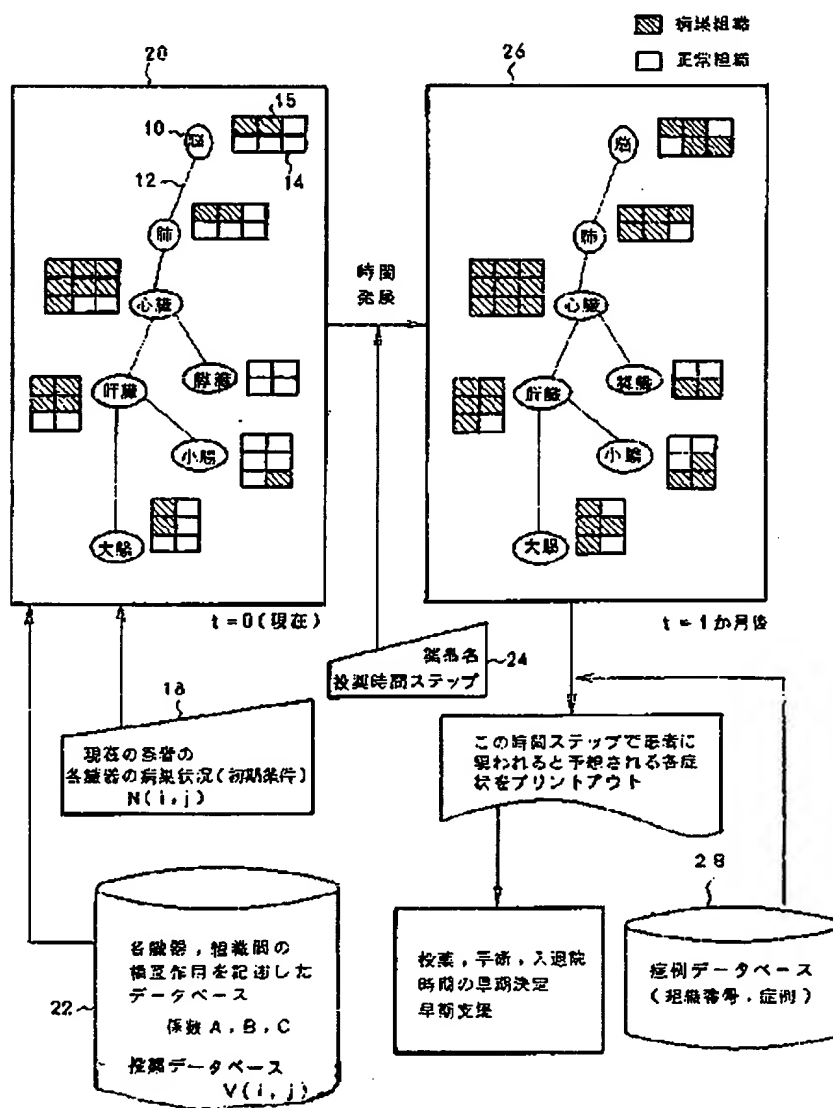 病巣組織
正常組織
20
26
15
10
脳
14
12
肺
心臓
肝臓
膵臓
小腸
大腸
t=0(現在)
時間
発展
脳
肺
心臓
肝臓
膵臓
小腸
大腸
t=1か月後
薬品名
投薬時間ステップ
24
18
現在の患者の
各臓器の病巣状況(初期条件)
N(i,j)
この時間ステップで患者に
現われると予想される各症
状をプリントアウト
28
22
各臓器,組織間の
相互作用を記述した
データベース
係数A,B,C
投薬データベース
V(i,j)
投薬,手術,入退院
時間の早期決定
早期支援
症例データベース
(組織番号,症例)